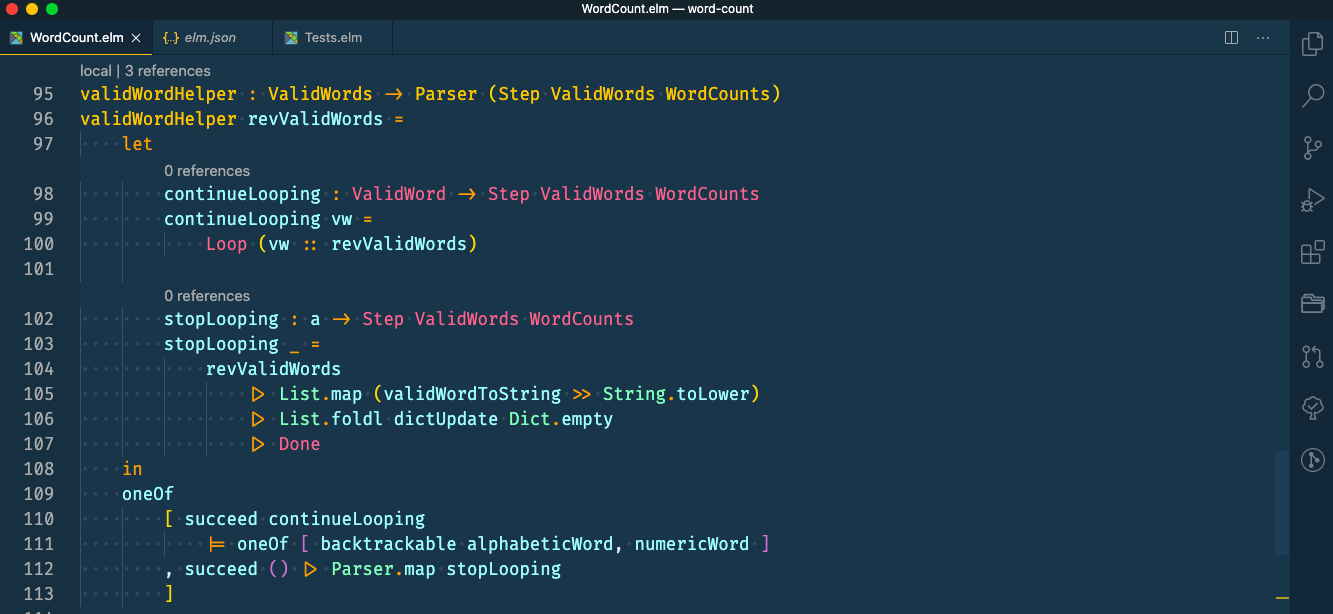 WordCount.elm — word-count
WordCount.elm
{..} elm.json
Tests.elm
local | 3 references
95 validWordHelper : ValidWords -> Parser (Step ValidWords WordCounts)
96 validWordHelper revValidWords =
97     let
0 references
98         continueLooping : ValidWord -> Step ValidWords WordCounts
99         continueLooping vw =
100             Loop (vw :: revValidWords)
101
0 references
102         stopLooping : a -> Step ValidWords WordCounts
103         stopLooping _ =
104             revValidWords
105                 |> List.map (validWordToString >> String.toLower)
106                 |> List.foldl dictUpdate Dict.empty
107                 |> Done
108     in
109     oneOf
110         [ succeed continueLooping
111             |= oneOf [ backtrackable alphabeticWord, numericWord ]
112         , succeed () |> Parser.map stopLooping
113         ]